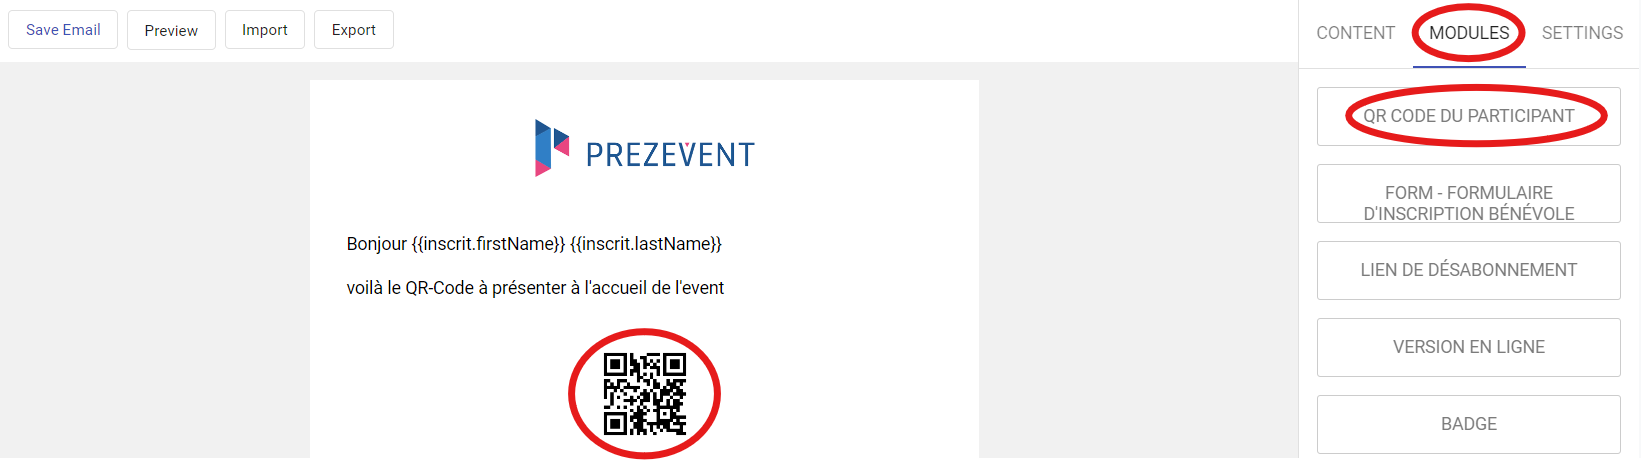 Save Email
Preview
Import
Export
CONTENT
MODULES
SETTINGS
PREZEVENT
Bonjour {{inscrit.firstName}} {{inscrit.lastName}}
voilà le QR-Code à présenter à l'accueil de l'event
QR CODE DU PARTICIPANT
FORM - FORMULAIRE
D'INSCRIPTION BÉNÉVOLE
LIEN DE DÉSABONNEMENT
VERSION EN LIGNE
BADGE